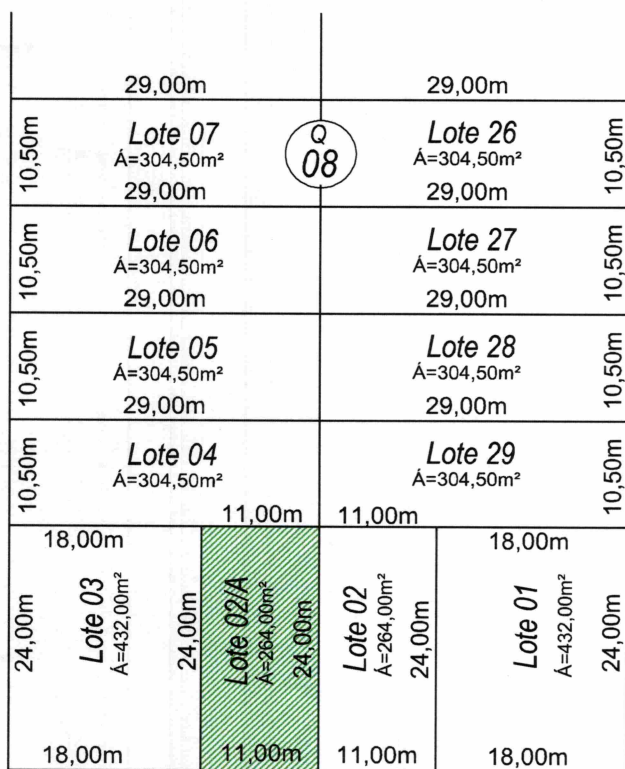 29,00m 29,00m
10,50m Lote 07 Q Lote 26 10,50m
Á=304,50m² 08 Á=304,50m²
29,00m 29,00m
10,50m Lote 06 Lote 27 10,50m
Á=304,50m² Á=304,50m²
29,00m 29,00m
10,50m Lote 05 Lote 28 10,50m
Á=304,50m² Á=304,50m²
29,00m 29,00m
10,50m Lote 04 Lote 29 10,50m
Á=304,50m² Á=304,50m²
11,00m 11,00m
18,00m 18,00m
24,00m
Lote 03
Á=432,00m²
24,00m
Lote 02/A
Á=264,00m²
24,00m
Lote 02
Á=264,00m²
24,00m
Lote 01
Á=432,00m²
24,00m
18,00m 11,00m 11,00m 18,00m